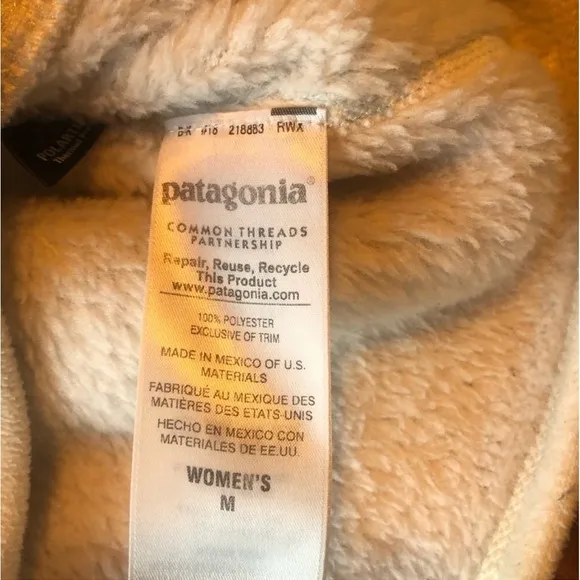 218883 RWX
patagonia®
COMMON THREADS
PARTNERSHIP
Repair, Reuse, Recycle
This Product
www.patagonia.com
100% POLYESTER
EXCLUSIVE OF TRIM
MADE IN MEXICO OF U.S.
MATERIALS
FABRIQUÉ AU MEXIQUE DES
MATIÈRES DES ÉTATS-UNIS
HECHO EN MÉXICO CON
MATERIALES DE EE.UU.
WOMEN'S
M